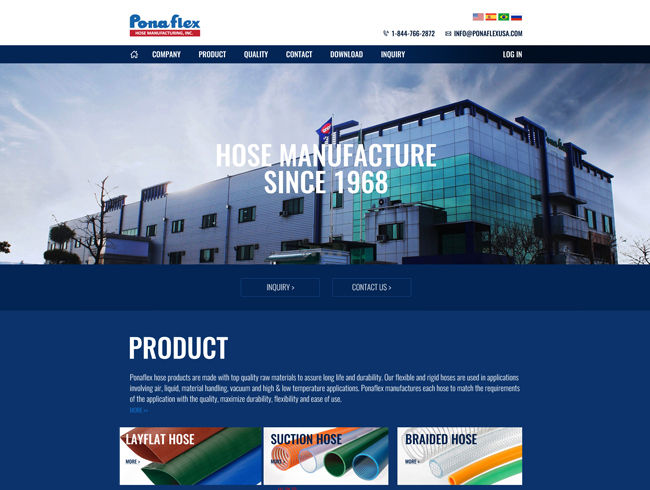 Ponaflex
HOSE MANUFACTURING, INC.
1-844-766-2872
INFO@PONAFLEXUSA.COM
COMPANY
PRODUCT
QUALITY
CONTACT
DOWNLOAD
INQUIRY
LOG IN
HOSE MANUFACTURE
SINCE 1968
INQUIRY >
CONTACT US >
PRODUCT
Ponaflex hose products are made with top quality raw materials to assure long life and durability. Our flexible and rigid hoses are used in applications
involving air, liquid, material handling, vacuum and high & low temperature applications. Ponaflex manufactures each hose to match the requirements
of the application with the quality, maximize durability, flexibility and ease of use.
MORE >>
LAYFLAT HOSE
MORE >
SUCTION HOSE
MORE >
BRAIDED HOSE
MORE >